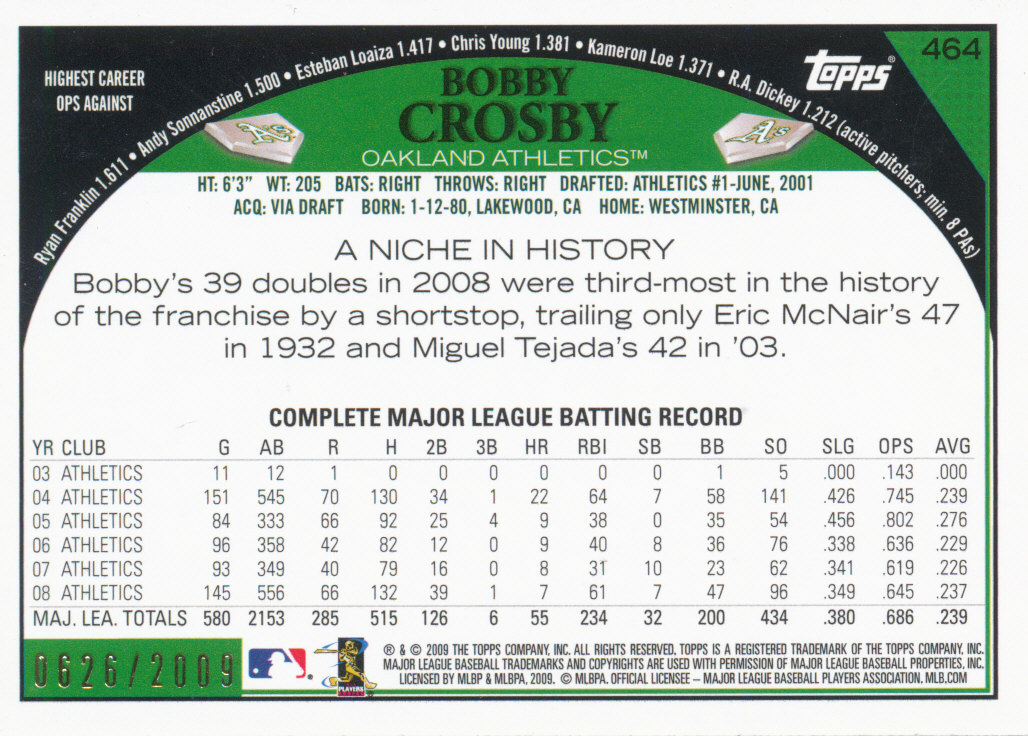 464
Topps®
HIGHEST CAREER
OPS AGAINST
Ryan Franklin 1.611 • Andy Sonnanstine 1.500 • Esteban Loaiza 1.417 • Chris Young 1.381 • Kameron Loe 1.371 • R.A. Dickey 1.212 (active pitchers; min. 8 PAs)
BOBBY
CROSBY
A's A's
OAKLAND ATHLETICS™
HT: 6'3" WT: 205 BATS: RIGHT THROWS: RIGHT DRAFTED: ATHLETICS #1-JUNE, 2001
ACQ: VIA DRAFT BORN: 1-12-80, LAKEWOOD, CA HOME: WESTMINSTER, CA
A NICHE IN HISTORY
Bobby's 39 doubles in 2008 were third-most in the history
of the franchise by a shortstop, trailing only Eric McNair's 47
in 1932 and Miguel Tejada's 42 in '03.
COMPLETE MAJOR LEAGUE BATTING RECORD
YR CLUB G AB R H 2B 3B HR RBI SB BB SO SLG OPS AVG
03 ATHLETICS 11 12 1 0 0 0 0 0 0 1 5 .000 .143 .000
04 ATHLETICS 151 545 70 130 34 1 22 64 7 58 141 .426 .745 .239
05 ATHLETICS 84 333 66 92 25 4 9 38 0 35 54 .456 .802 .276
06 ATHLETICS 96 358 42 82 12 0 9 40 8 36 76 .338 .636 .229
07 ATHLETICS 93 349 40 79 16 0 8 31 10 23 62 .341 .619 .226
08 ATHLETICS 145 556 66 132 39 1 7 61 7 47 96 .349 .645 .237
MAJ. LEA. TOTALS 580 2153 285 515 126 6 55 234 32 200 434 .380 .686 .239
0626/2009
PLAYERS
® & © 2009 THE TOPPS COMPANY, INC. ALL RIGHTS RESERVED. TOPPS IS A REGISTERED TRADEMARK OF THE TOPPS COMPANY, INC.
MAJOR LEAGUE BASEBALL TRADEMARKS AND COPYRIGHTS ARE USED WITH PERMISSION OF MAJOR LEAGUE BASEBALL PROPERTIES, INC.
LICENSED BY MLBP & MLBPA, 2009. © MLBPA. OFFICIAL LICENSEE – MAJOR LEAGUE BASEBALL PLAYERS ASSOCIATION. MLB.COM